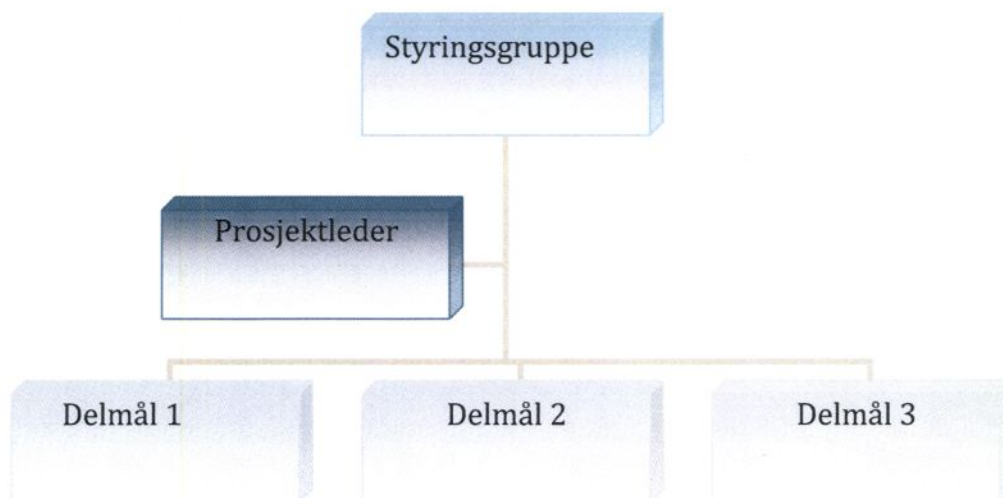 Styringsgruppe
Prosjektleder
Delmål 1
Delmål 2
Delmål 3